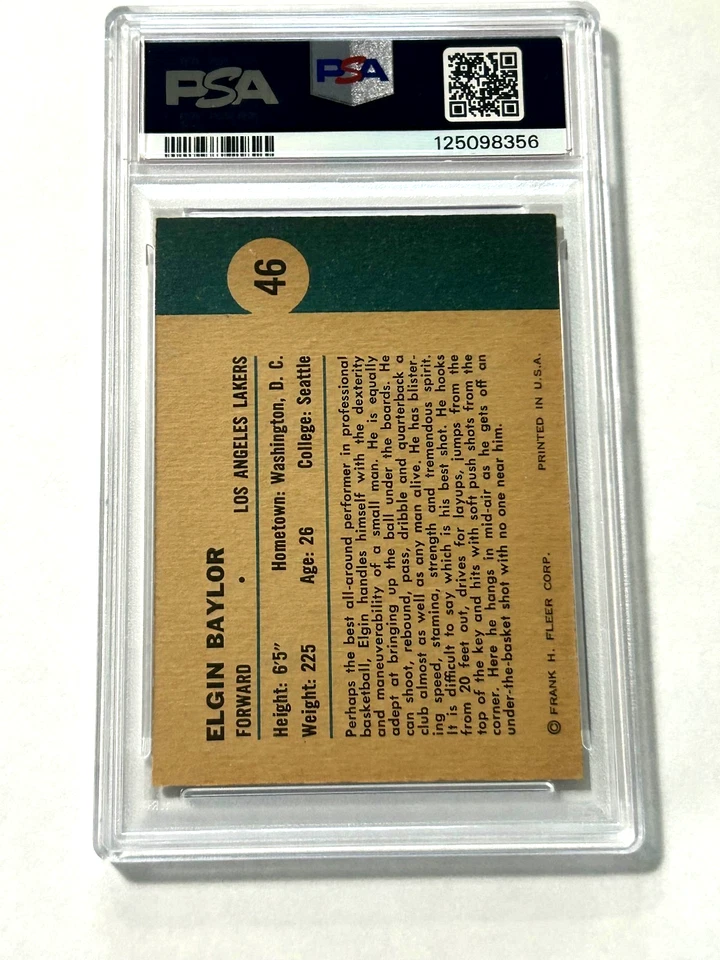 PSA
PSA
125098356
46
ELGIN BAYLOR
FORWARD • LOS ANGELES LAKERS
Height: 6'5" Hometown: Washington, D. C.
Weight: 225 Age: 26 College: Seattle
Perhaps the best all-around performer in professional
basketball, Elgin handles himself with the dexterity
and maneuverability of a small man. He is equally
adept at bringing up the ball under the boards. He
can shoot, rebound, pass, dribble and quarterback a
club almost as well as any man alive. He has blister-
ing speed, stamina, strength and tremendous spirit.
It is difficult to say which is his best shot. He hooks
from 20 feet out, drives for layups, jumps from the
top of the key and hits with soft push shots from the
corner. Here he hangs in mid-air as he gets off an
under-the-basket shot with no one near him.
© FRANK H. FLEER CORP. PRINTED IN U.S.A.